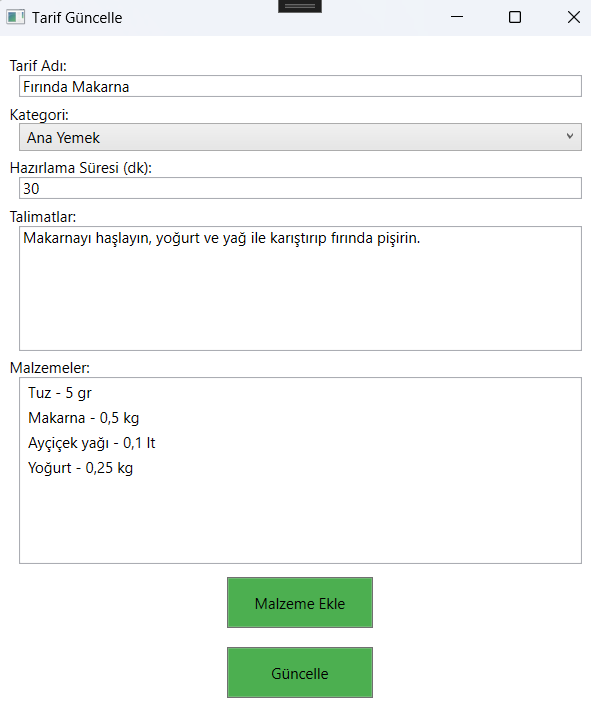 Tarif Güncelle
Tarif Adı:
Fırında Makarna
Kategori:
Ana Yemek
Hazırlama Süresi (dk):
30
Talimatlar:
Makarnayı haşlayın, yoğurt ve yağ ile karıştırıp fırında pişirin.
Malzemeler:
Tuz - 5 gr
Makarna - 0,5 kg
Ayçiçek yağı - 0,1 lt
Yoğurt - 0,25 kg
Malzeme Ekle
Güncelle